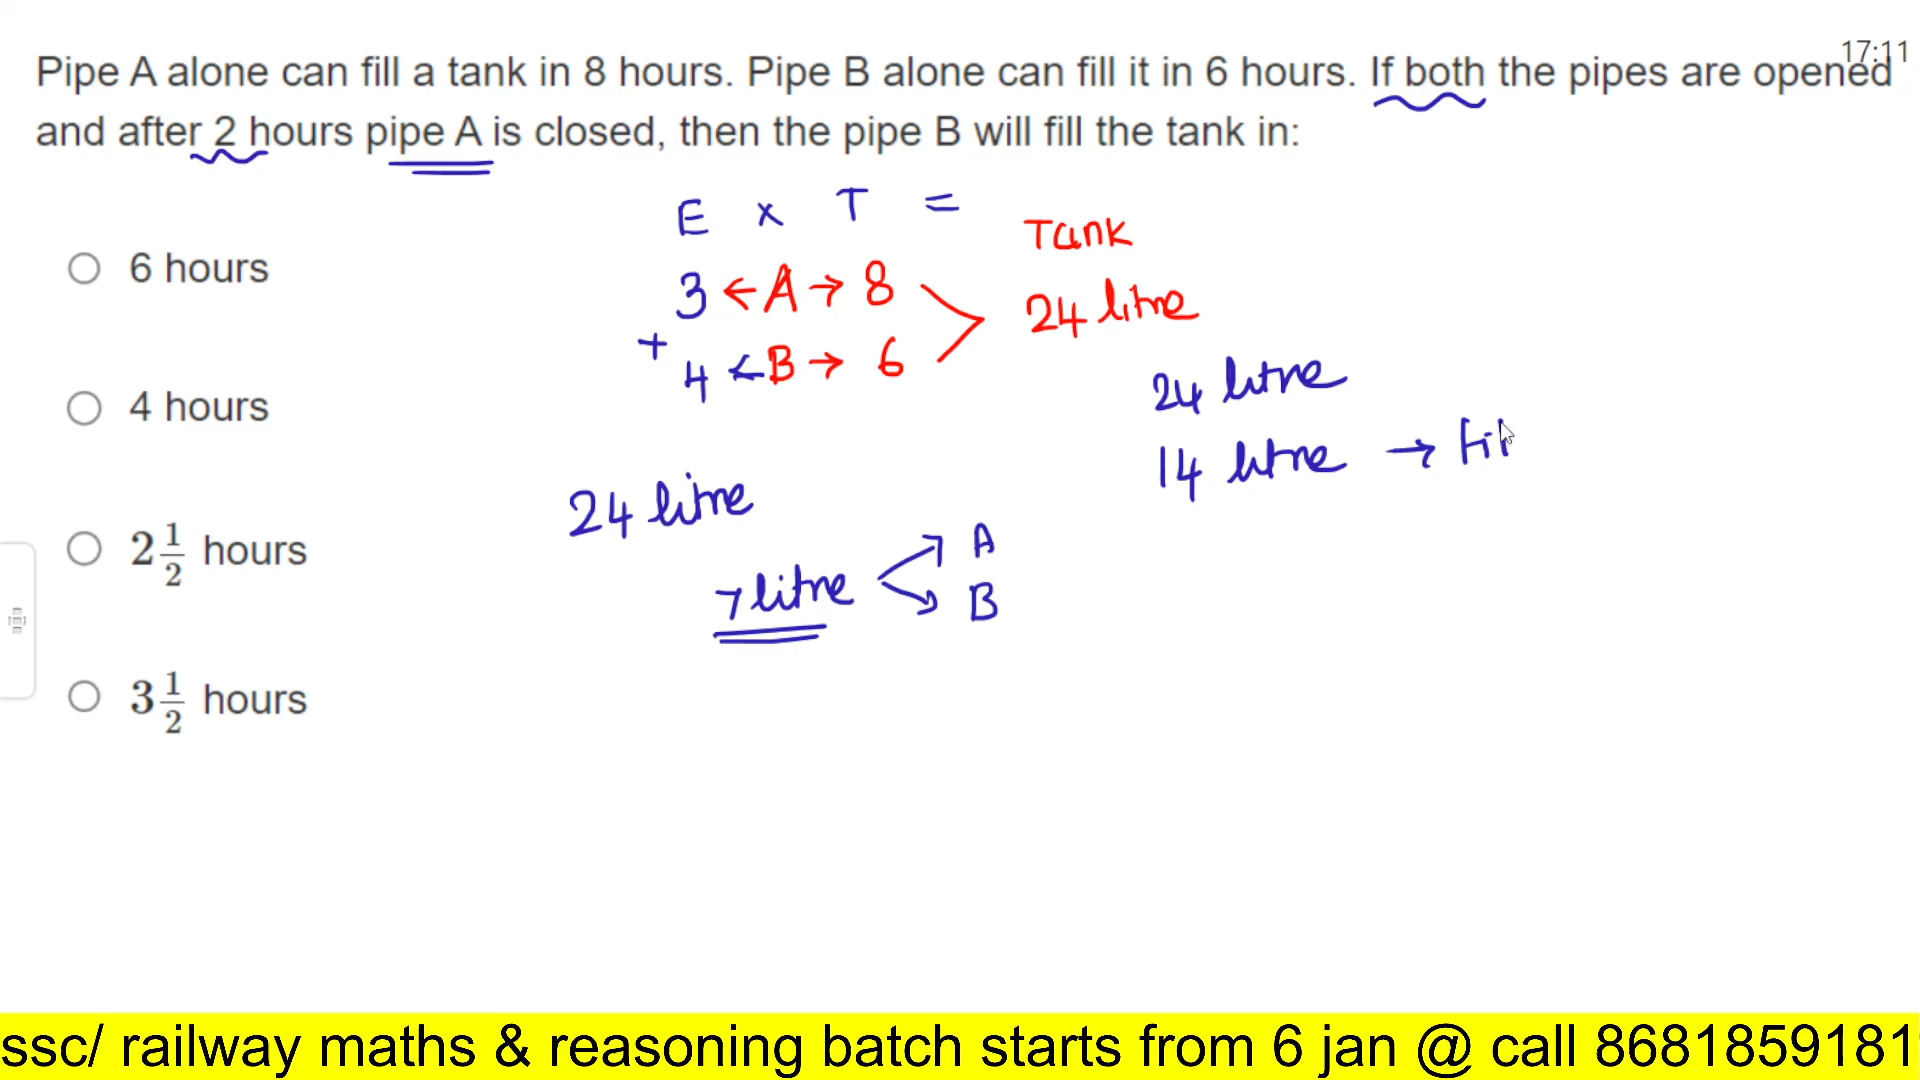 17:11
Pipe A alone can fill a tank in 8 hours. Pipe B alone can fill it in 6 hours. If both the pipes are opened
and after 2 hours pipe A is closed, then the pipe B will fill the tank in:
E x T =
Tank
6 hours
3 ← A → 8
24 litre
+
4 ← B → 6
24 litre
4 hours
14 litre →
24 litre
A
2 1/2 hours
7 litre
B
3 1/2 hours
ssc/ railway maths & reasoning batch starts from 6 jan @ call 8681859181